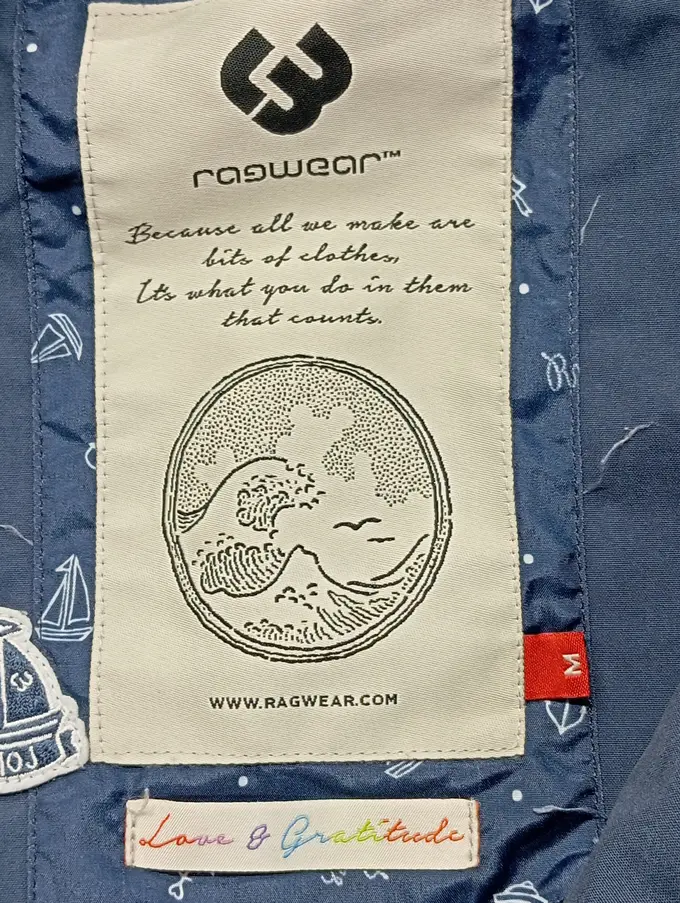 ragwear™
Because all we make are
bits of clothes,
It's what you do in them
that counts.
WWW.RAGWEAR.COM
M
Love & Gratitude